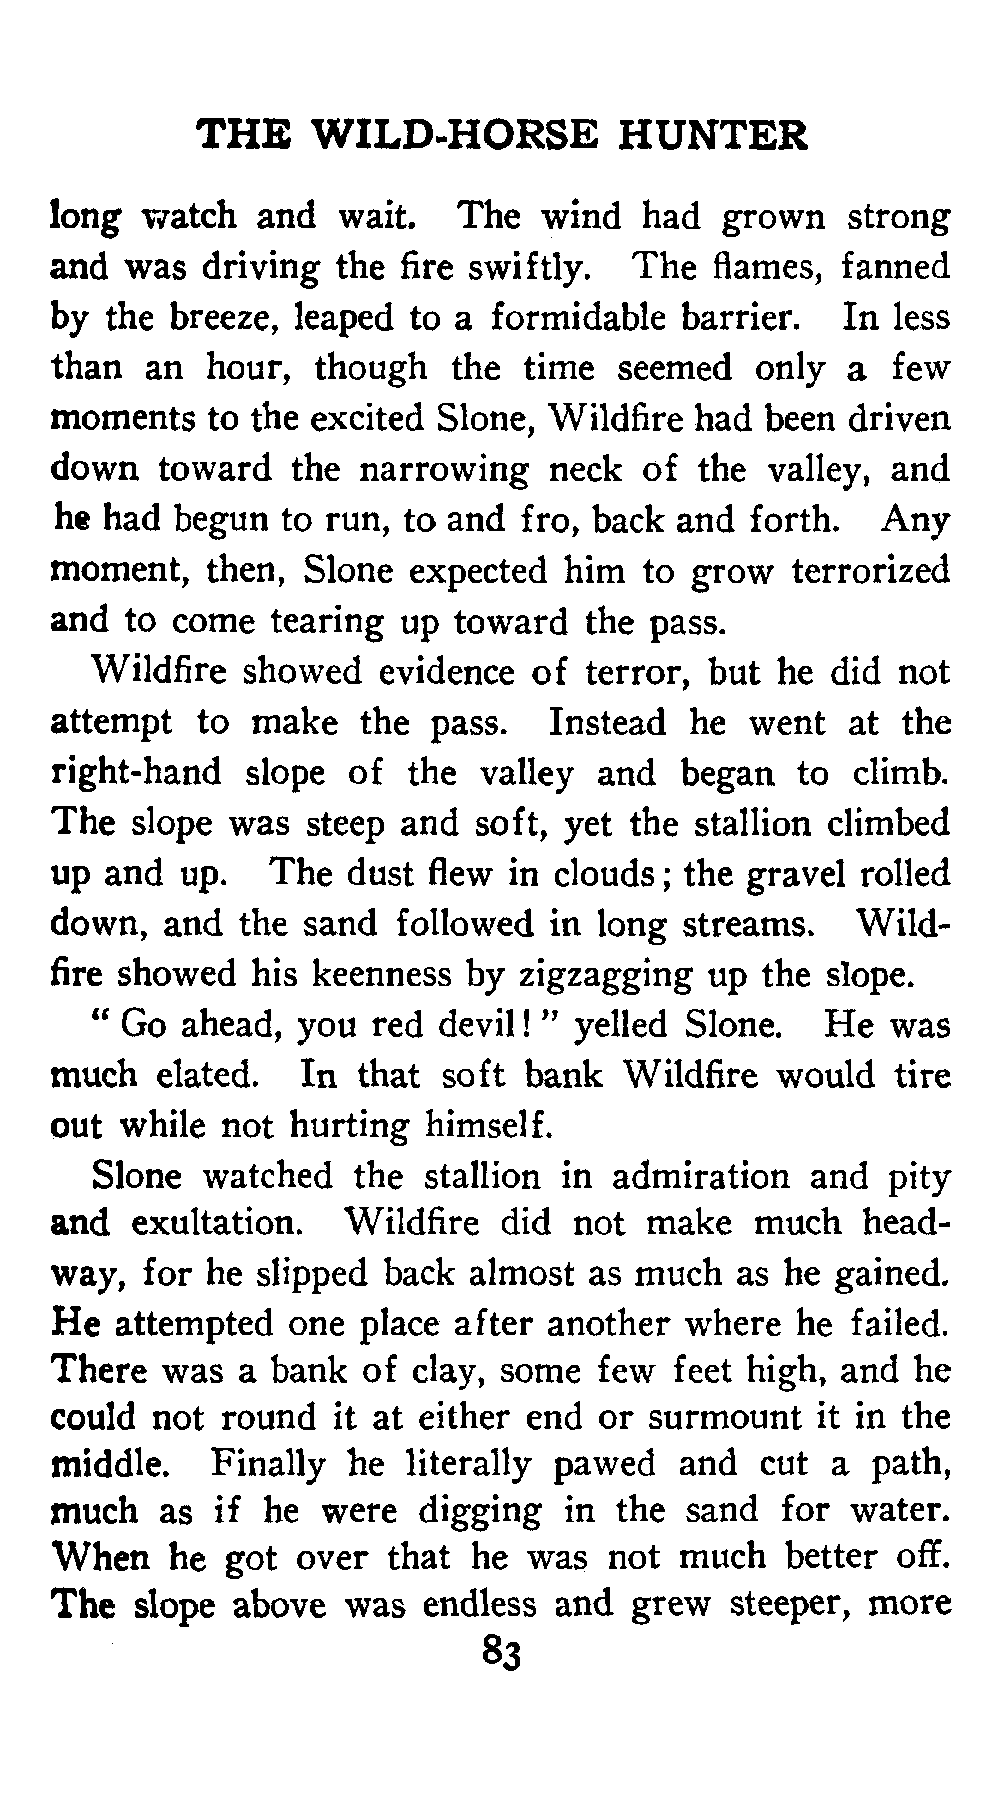 THE WILD-HORSE HUNTER
long watch and wait. The wind had grown strong
and was driving the fire swiftly. The flames, fanned
by the breeze, leaped to a formidable barrier. In less
than an hour, though the time seemed only a few
moments to the excited Slone, Wildfire had been driven
down toward the narrowing neck of the valley, and
he had begun to run, to and fro, back and forth. Any
moment, then, Slone expected him to grow terrorized
and to come tearing up toward the pass.
Wildfire showed evidence of terror, but he did not
attempt to make the pass. Instead he went at the
right-hand slope of the valley and began to climb.
The slope was steep and soft, yet the stallion climbed
up and up. The dust flew in clouds; the gravel rolled
down, and the sand followed in long streams. Wild-
fire showed his keenness by zigzagging up the slope.
“ Go ahead, you red devil! ” yelled Slone. He was
much elated. In that soft bank Wildfire would tire
out while not hurting himself.
Slone watched the stallion in admiration and pity
and exultation. Wildfire did not make much head-
way, for he slipped back almost as much as he gained.
He attempted one place after another where he failed.
There was a bank of clay, some few feet high, and he
could not round it at either end or surmount it in the
middle. Finally he literally pawed and cut a path,
much as if he were digging in the sand for water.
When he got over that he was not much better off.
The slope above was endless and grew steeper, more
83